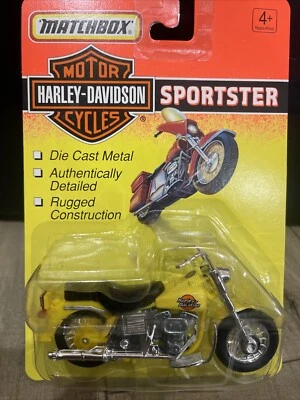 MATCHBOX
4+
MOTOR
HARLEY-DAVIDSON
CYCLES
®
SPORTSTER
Die Cast Metal
Authentically
Detailed
Rugged
Construction